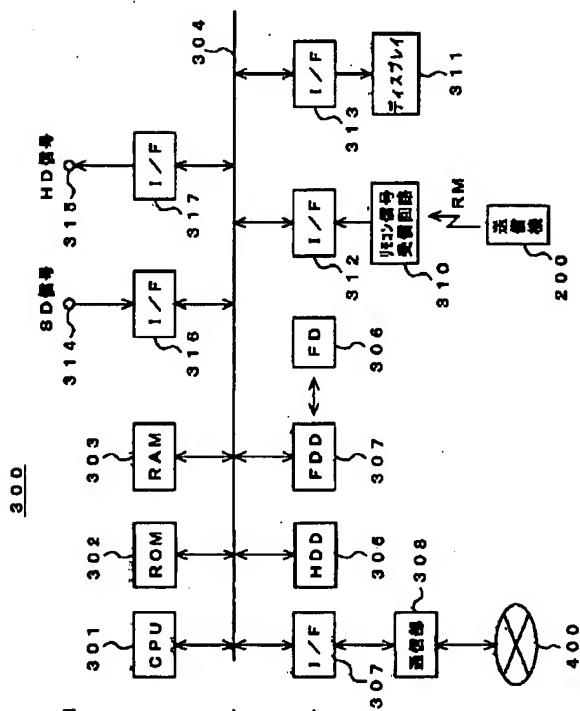 300
SD信号
HD信号
314
315
301
302
303
CPU
ROM
RAM
I/F
I/F
316
317
304
I/F
HDD
FDD
FD
I/F
I/F
307
305
307
306
312
313
308
通信部
リモコン信号
受信回路
ディスプレイ
310
311
RM
送信機
400
200